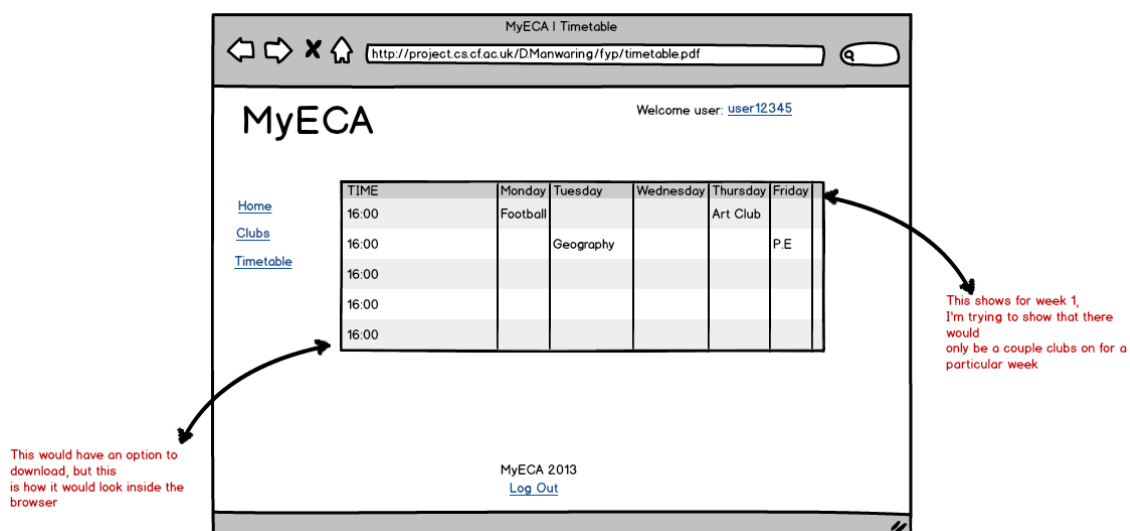 MyECA | Timetable
http://project.cs.cf.ac.uk/DManwaring/fyp/timetable.pdf
MyECA
Welcome user: user12345
Home
Clubs
Timetable
TIME Monday Tuesday Wednesday Thursday Friday
16:00 Football Art Club
16:00 Geography P.E
16:00
16:00
16:00
This shows for week 1,
I'm trying to show that there
would
only be a couple clubs on for a
particular week
This would have an option to
download, but this
is how it would look inside the
browser
MyECA 2013
Log Out